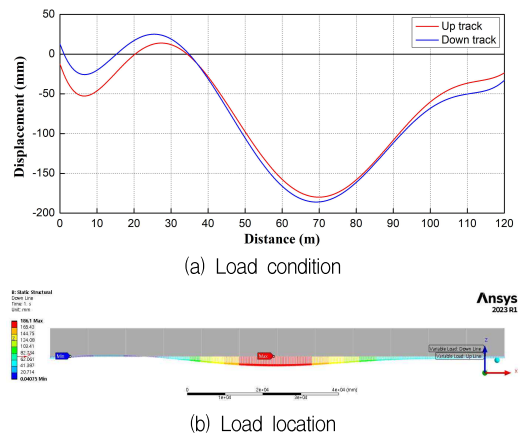 50
0
-50
-100
-150
-200
Displacement (mm)
Up track
Down track
0 10 20 30 40 50 60 70 80 90 100 110 120
Distance (m)
(a) Load condition
B: Static Structural
Down Line
Time: 1. s
Unit: mm
186.1 Max
165.43
144.75
124.08
103.41
82.734
62.061
41.387
20.714
0.04075 Min
Ansys
2023 R1
Min
Max
Variable Load: Down Line
Variable Load: Up Line
Z
X
0.
1e+04
2e+04
3e+04
4e+04 (mm)
(b) Load location